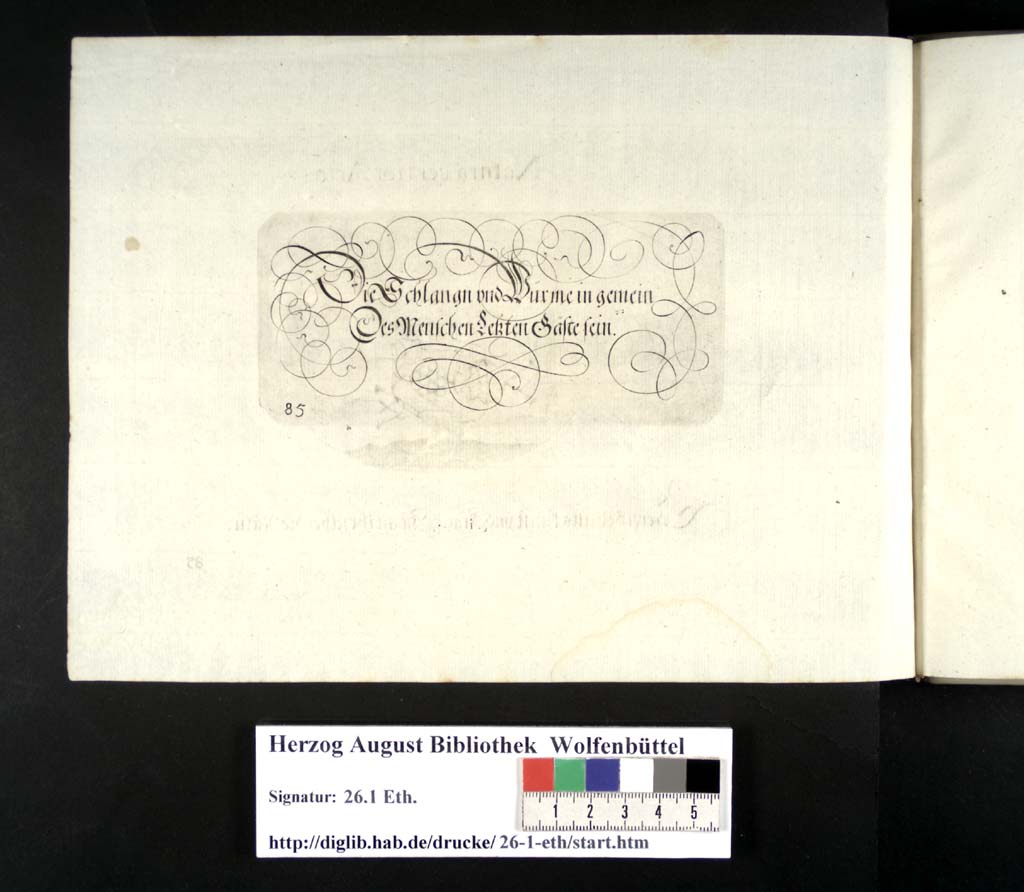 Die Schlangn vnd Würme in gemein
Des Menschen Letzten Gäste sein.
85
Herzog August Bibliothek Wolfenbüttel
Signatur: 26.1 Eth.
1 2 3 4 5
http://diglib.hab.de/drucke/ 26-1-eth/start.htm